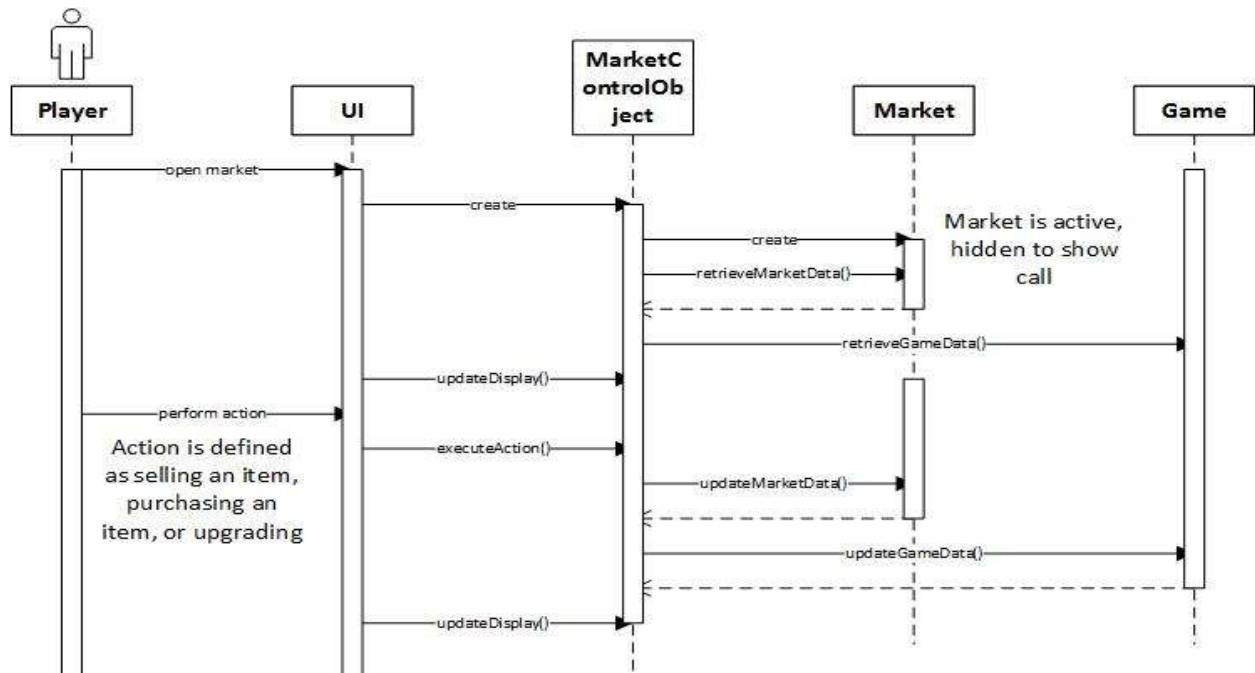 Player
UI
MarketC
ontrolOb
ject
Market
Game
open market
create
create
Market is active,
hidden to show
call
retrieveMarketData()
retrieveGameData()
updateDisplay()
perform action
Action is defined
as selling an item,
purchasing an
item, or upgrading
executeAction()
updateMarketData()
updateGameData()
updateDisplay()